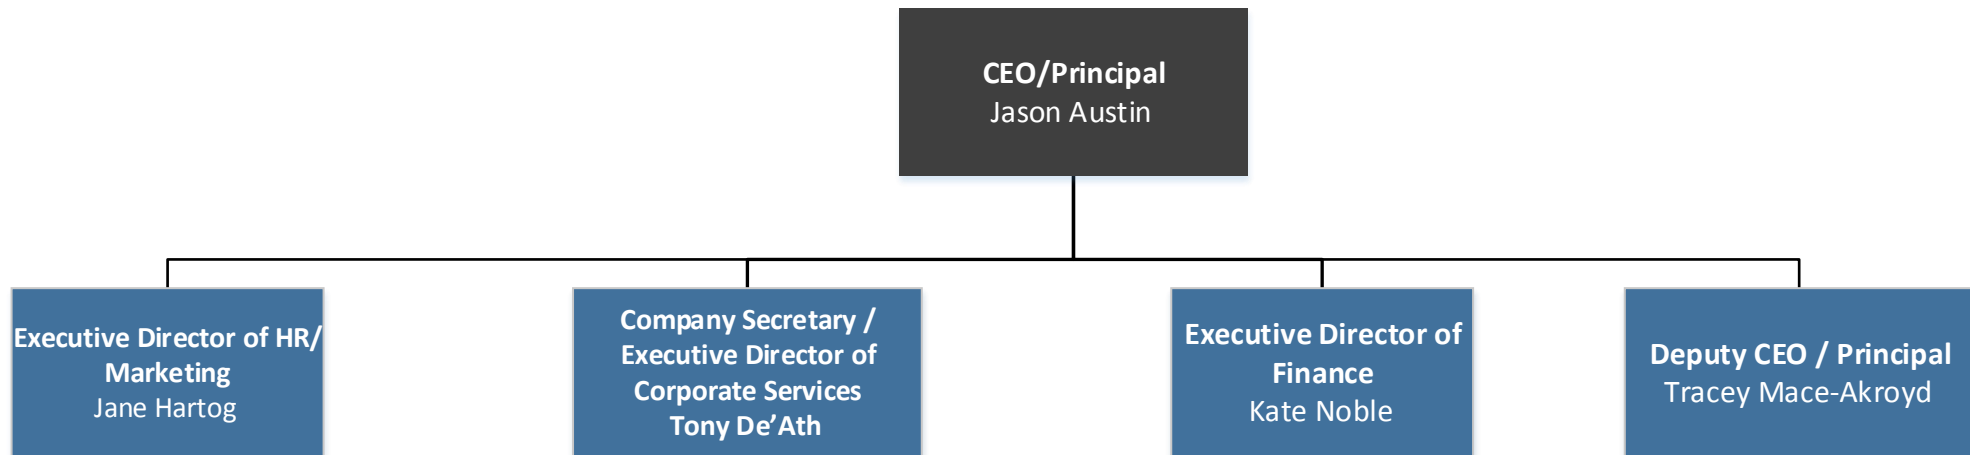 CEO/Principal
Jason Austin
Executive Director of HR/
Marketing
Jane Hartog
Company Secretary /
Executive Director of
Corporate Services
Tony De’Ath
Executive Director of
Finance
Kate Noble
Deputy CEO / Principal
Tracey Mace-Akroyd